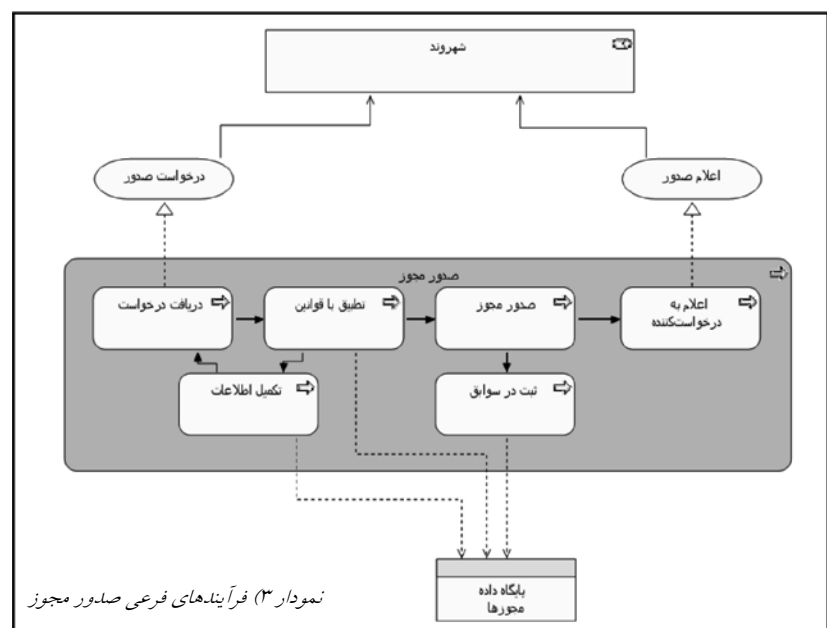 شهروند
درخواست صدور
اعلام صدور
صدور مجوز
دریافت درخواست
تطبیق با قوانین
صدور مجوز
اعلام به
درخواست‌کننده
تکمیل اطلاعات
ثبت در سوابق
پایگاه داده
مجوزها
نمودار ۳) فرآیندهای فرعی صدور مجوز